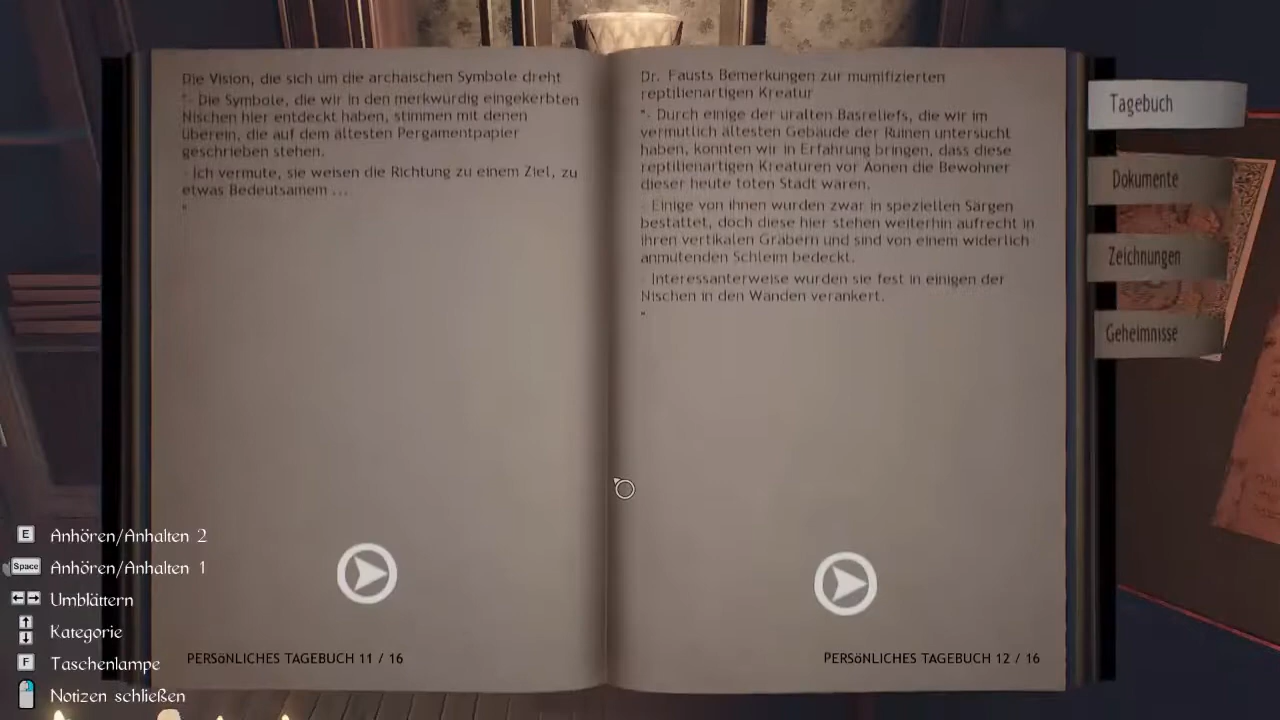 Die Vision, die sich um die archaischen Symbole dreht
"- Die Symbole, die wir in den merkwürdig eingekerbten
Nischen hier entdeckt haben, stimmen mit denen
überein, die auf dem ältesten Pergamentpapier
geschrieben stehen.
- Ich vermute, sie weisen die Richtung zu einem Ziel, zu
etwas Bedeutsamem ...
"
PERSöNLICHES TAGEBUCH 11 / 16
Dr. Fausts Bemerkungen zur mumifizierten
reptilienartigen Kreatur
"- Durch einige der uralten Basreliefs, die wir im
vermutlich ältesten Gebäude der Ruinen untersucht
haben, konnten wir in Erfahrung bringen, dass diese
reptilienartigen Kreaturen vor Äonen die Bewohner
dieser heute toten Stadt waren.
- Einige von ihnen wurden zwar in speziellen Särgen
bestattet, doch diese hier stehen weiterhin aufrecht in
ihren vertikalen Gräbern und sind von einem widerlich
anmutenden Schleim bedeckt.
- Interessanterweise wurden sie fest in einigen der
Nischen in den Wänden verankert.
"
PERSöNLICHES TAGEBUCH 12 / 16
Tagebuch
Dokumente
Zeichnungen
Geheimnisse
E Anhören/Anhalten 2
Space Anhören/Anhalten 1
Umblättern
Kategorie
F Taschenlampe
Notizen schließen